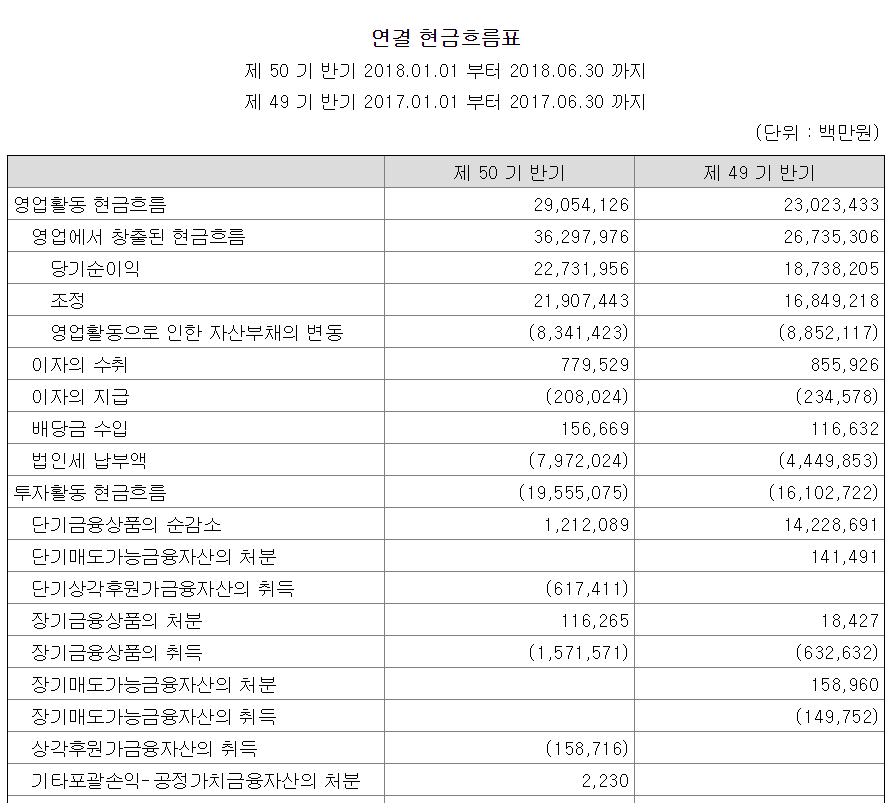 연결 현금흐름표
제 50 기 반기 2018.01.01 부터 2018.06.30 까지
제 49 기 반기 2017.01.01 부터 2017.06.30 까지
(단위 : 백만원)
제 50 기 반기 제 49 기 반기
영업활동 현금흐름 29,054,126 23,023,433
영업에서 창출된 현금흐름 36,297,976 26,735,306
당기순이익 22,731,956 18,738,205
조정 21,907,443 16,849,218
영업활동으로 인한 자산부채의 변동 (8,341,423) (8,852,117)
이자의 수취 779,529 855,926
이자의 지급 (208,024) (234,578)
배당금 수입 156,669 116,632
법인세 납부액 (7,972,024) (4,449,853)
투자활동 현금흐름 (19,555,075) (16,102,722)
단기금융상품의 순감소 1,212,089 14,228,691
단기매도가능금융자산의 처분 141,491
단기상각후원가금융자산의 취득 (617,411)
장기금융상품의 처분 116,265 18,427
장기금융상품의 취득 (1,571,571) (632,632)
장기매도가능금융자산의 처분 158,960
장기매도가능금융자산의 취득 (149,752)
상각후원가금융자산의 취득 (158,716)
기타포괄손익-공정가치금융자산의 처분 2,230